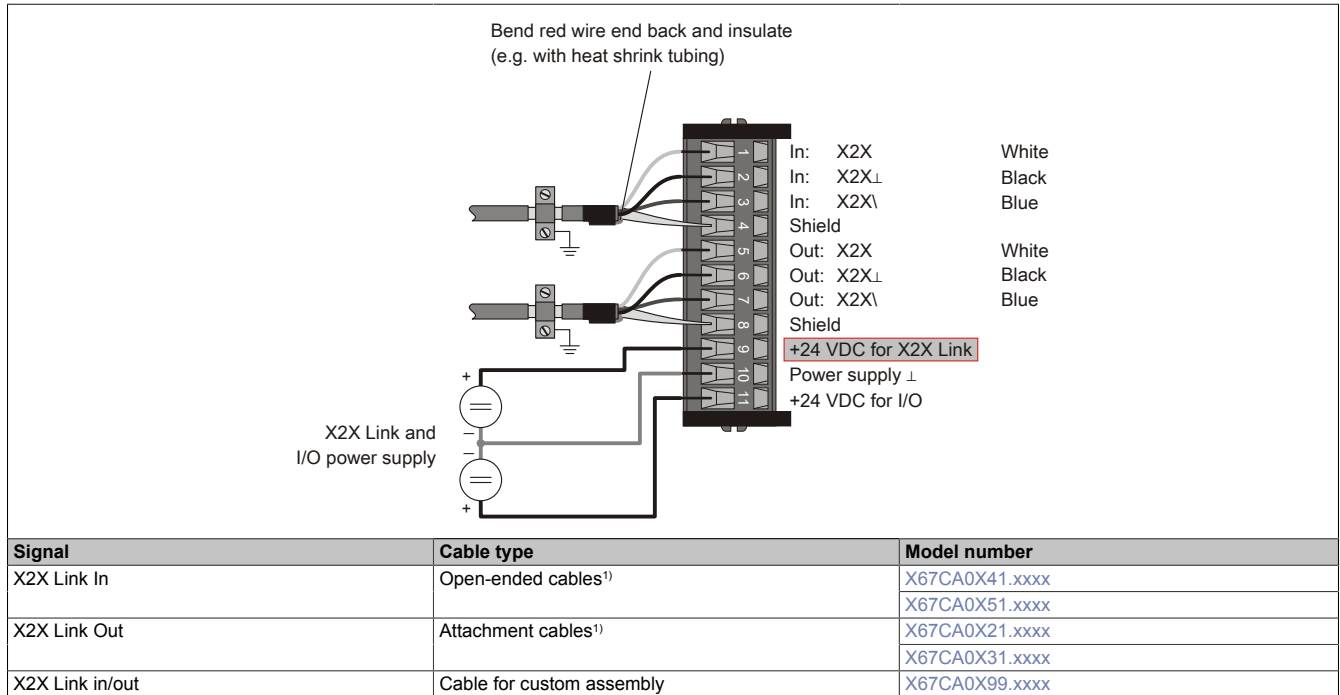 Bend red wire end back and insulate
(e.g. with heat shrink tubing)
1 In: X2X White
2 In: X2X⊥ Black
3 In: X2X\ Blue
4 Shield
5 Out: X2X White
6 Out: X2X⊥ Black
7 Out: X2X\ Blue
8 Shield
9 +24 VDC for X2X Link
10 Power supply ⊥
11 +24 VDC for I/O
+
X2X Link and
I/O power supply
–
–
+
Signal Cable type Model number
X2X Link In Open-ended cables1) X67CA0X41.xxxx
X67CA0X51.xxxx
X2X Link Out Attachment cables1) X67CA0X21.xxxx
X67CA0X31.xxxx
X2X Link in/out Cable for custom assembly X67CA0X99.xxxx